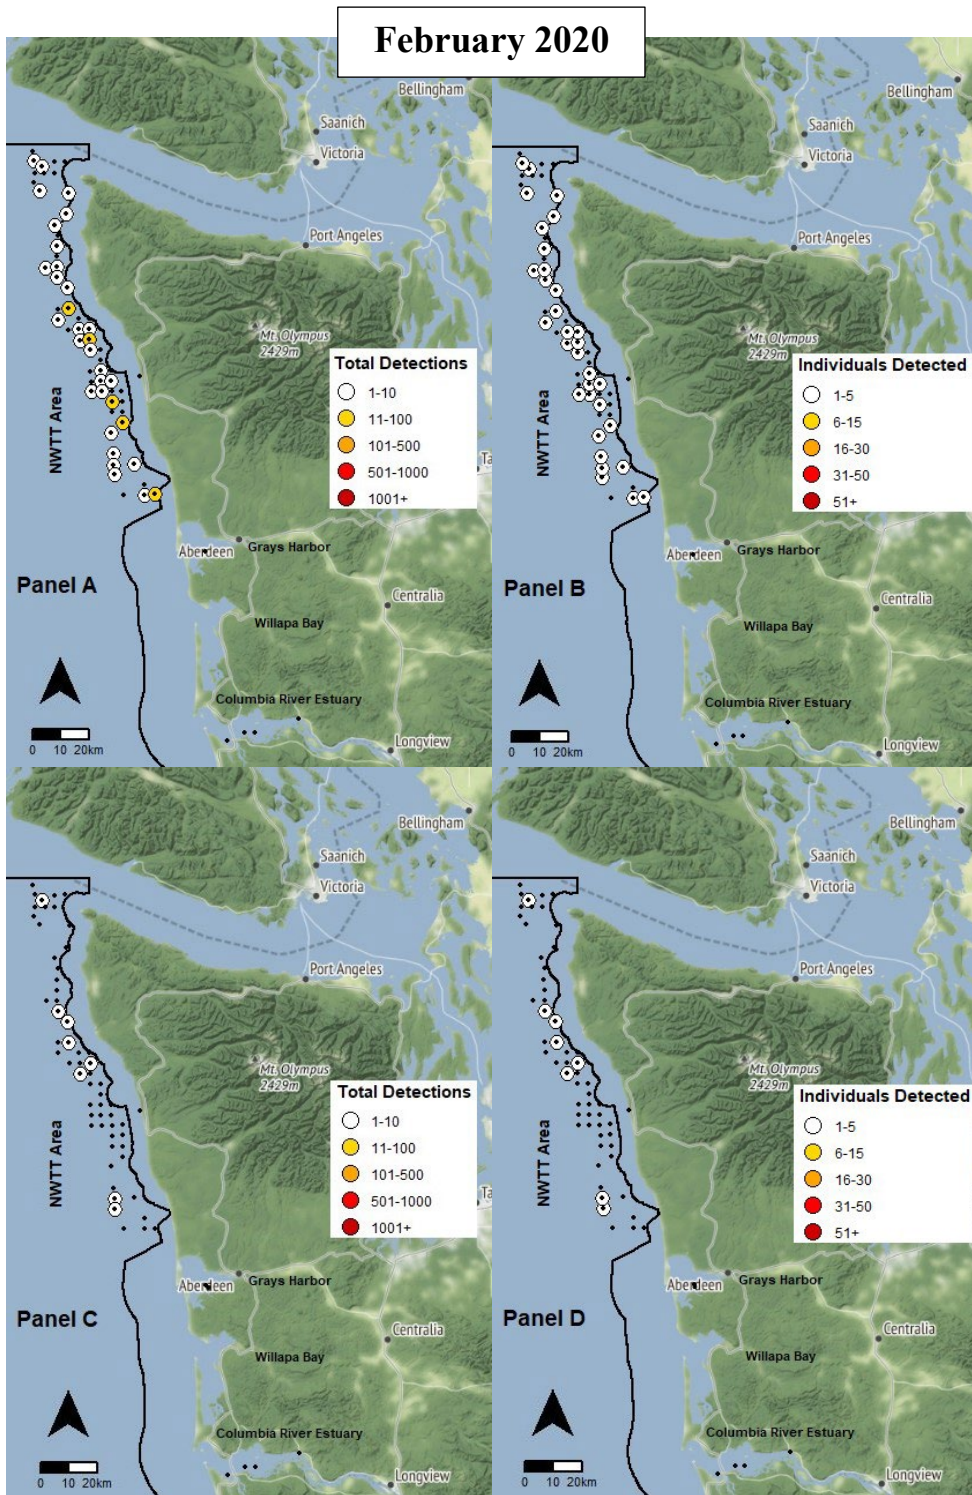 February 2020
Bellingham
Saanich
Victoria
Port Angeles
Mt. Olympus
2429m
Total Detections
1-10
11-100
101-500
501-1000
1001+
NWTT Area
Ta
Aberdeen
Grays Harbor
Panel A
Centralia
Willapa Bay
Columbia River Estuary
0 10 20km
Longview
Bellingham
Saanich
Victoria
Port Angeles
Mt. Olympus
2429m
Individuals Detected
1-5
6-15
16-30
31-50
51+
NWTT Area
Aberdeen
Grays Harbor
Panel B
Centralia
Willapa Bay
Columbia River Estuary
0 10 20km
Longview
Bellingham
Saanich
Victoria
Port Angeles
Mt. Olympus
2429m
Total Detections
1-10
11-100
101-500
501-1000
1001+
NWTT Area
Ta
Aberdeen
Grays Harbor
Panel C
Centralia
Willapa Bay
Columbia River Estuary
0 10 20km
Longview
Bellingham
Saanich
Victoria
Port Angeles
Mt. Olympus
2429m
Individuals Detected
1-5
6-15
16-30
31-50
51+
NWTT Area
Aberdeen
Grays Harbor
Panel D
Centralia
Willapa Bay
Columbia River Estuary
0 10 20km
Longview